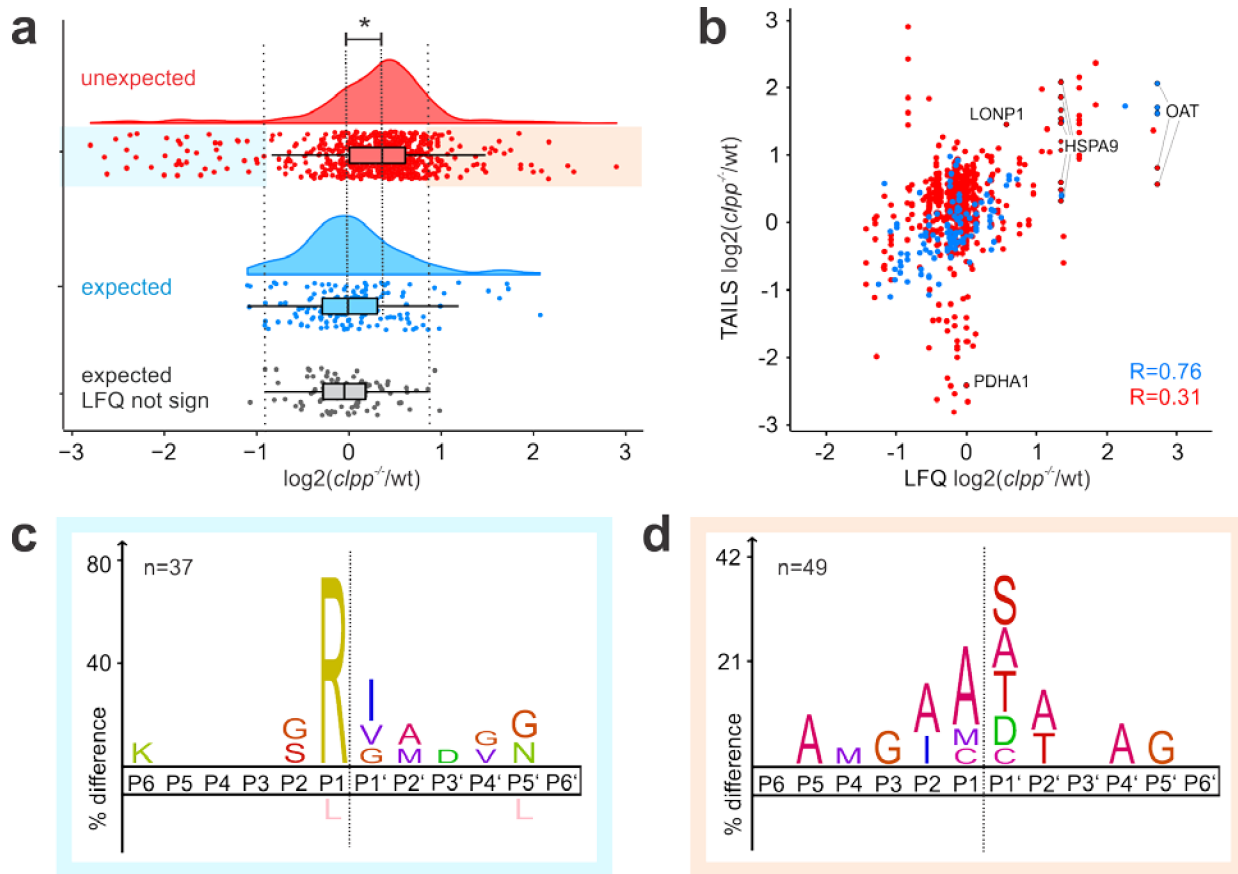 a
*
unexpected
expected
expected
LFQ not sign
−3 −2 −1 0 1 2 3
log2(clpp-/-/wt)
b
3
2
1
0
-1
-2
-3
TAILS log2(clpp-/-/wt)
LONP1
HSPA9
OAT
PDHA1
R=0.76
R=0.31
-2 -1 0 1 2 3
LFQ log2(clpp-/-/wt)
c
80
40
% difference
n=37
K
G
S
R
I
V
G
A
M
D
G
V
G
N
P6 P5 P4 P3 P2 P1 P1‘ P2‘ P3‘ P4‘ P5‘ P6‘
L L
d
42
21
% difference
n=49
A
M
G
A
I
A
M
C
S
A
T
D
C
A
T
A
G
P6 P5 P4 P3 P2 P1 P1‘ P2‘ P3‘ P4‘ P5‘ P6‘